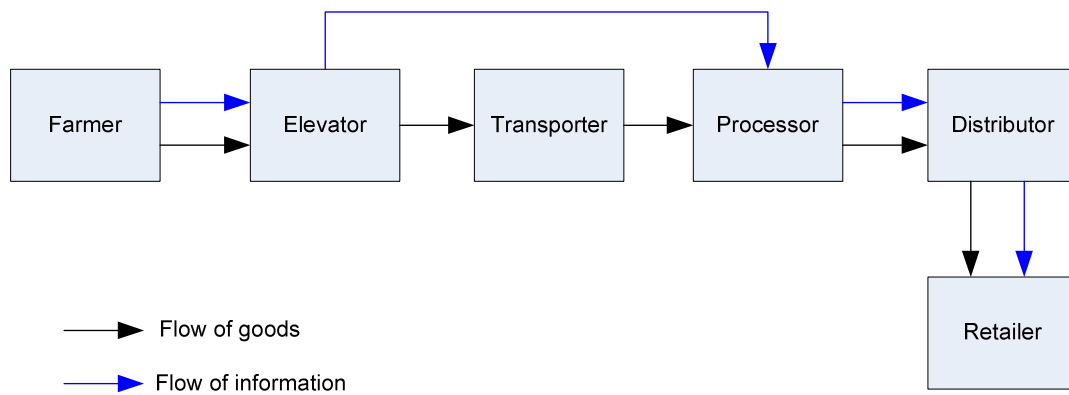 Farmer
Elevator
Transporter
Processor
Distributor
Retailer
Flow of goods
Flow of information